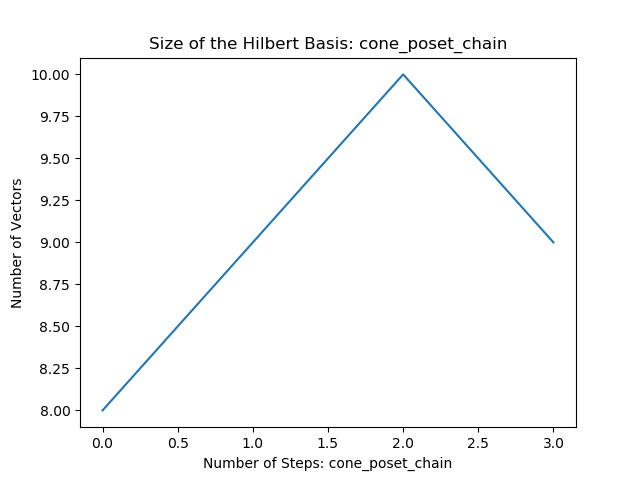 Size of the Hilbert Basis: cone_poset_chain
10.00
9.75
9.50
9.25
9.00
8.75
8.50
8.25
8.00
Number of Vectors
0.0 0.5 1.0 1.5 2.0 2.5 3.0
Number of Steps: cone_poset_chain